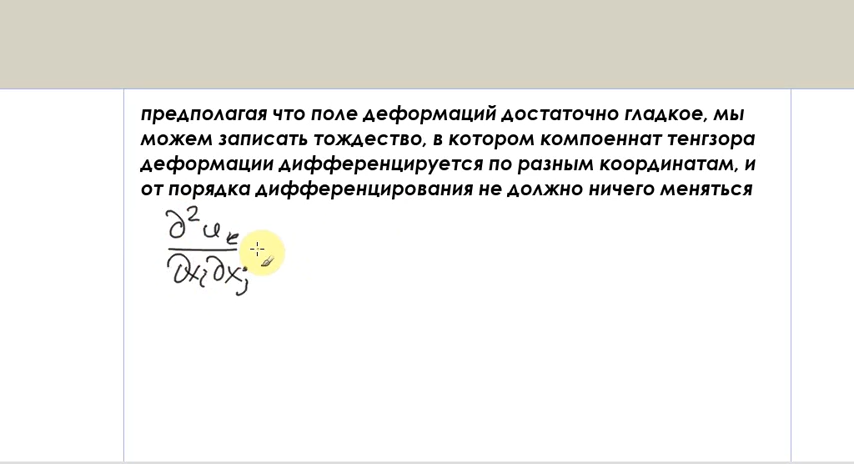 предполагая что поле деформаций достаточно гладкое, мы
можем записать тождество, в котором компоеннат тенгзора
деформации дифференцируется по разным координатам, и
от порядка дифференцирования не должно ничего меняться
∂²u_k
∂x_i∂x_j